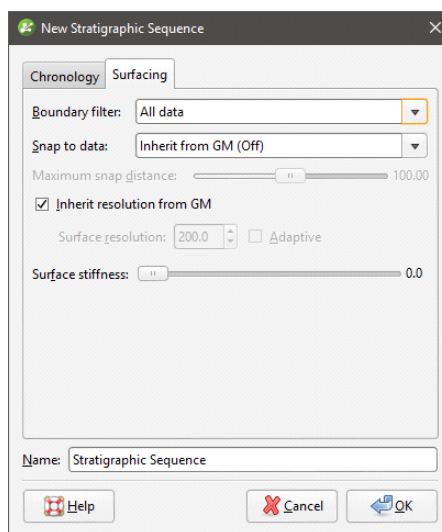 New Stratigraphic Sequence
Chronology Surfacing
Boundary filter: All data
Snap to data: Inherit from GM (Off)
Maximum snap distance: 100.00
Inherit resolution from GM
Surface resolution: 200.0 Adaptive
Surface stiffness: 0.0
Name: Stratigraphic Sequence
Help Cancel OK